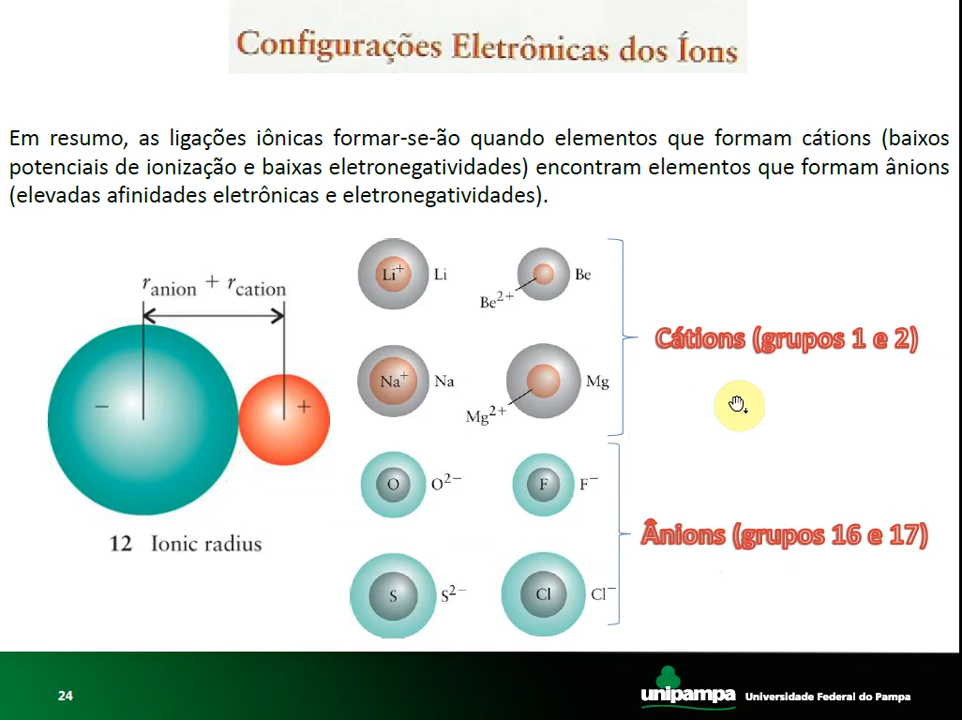 Configurações Eletrônicas dos Íons
Em resumo, as ligações iônicas formar-se-ão quando elementos que formam cátions (baixos
potenciais de ionização e baixas eletronegatividades) encontram elementos que formam ânions
(elevadas afinidades eletrônicas e eletronegatividades).
r anion + r cation
− +
12 Ionic radius
Li⁺ Li
Be
Be²⁺
Na⁺ Na
Mg
Mg²⁺
Cátions (grupos 1 e 2)
O O²⁻
F F⁻
S S²⁻
Cl Cl⁻
Ânions (grupos 16 e 17)
24
unipampa Universidade Federal do Pampa